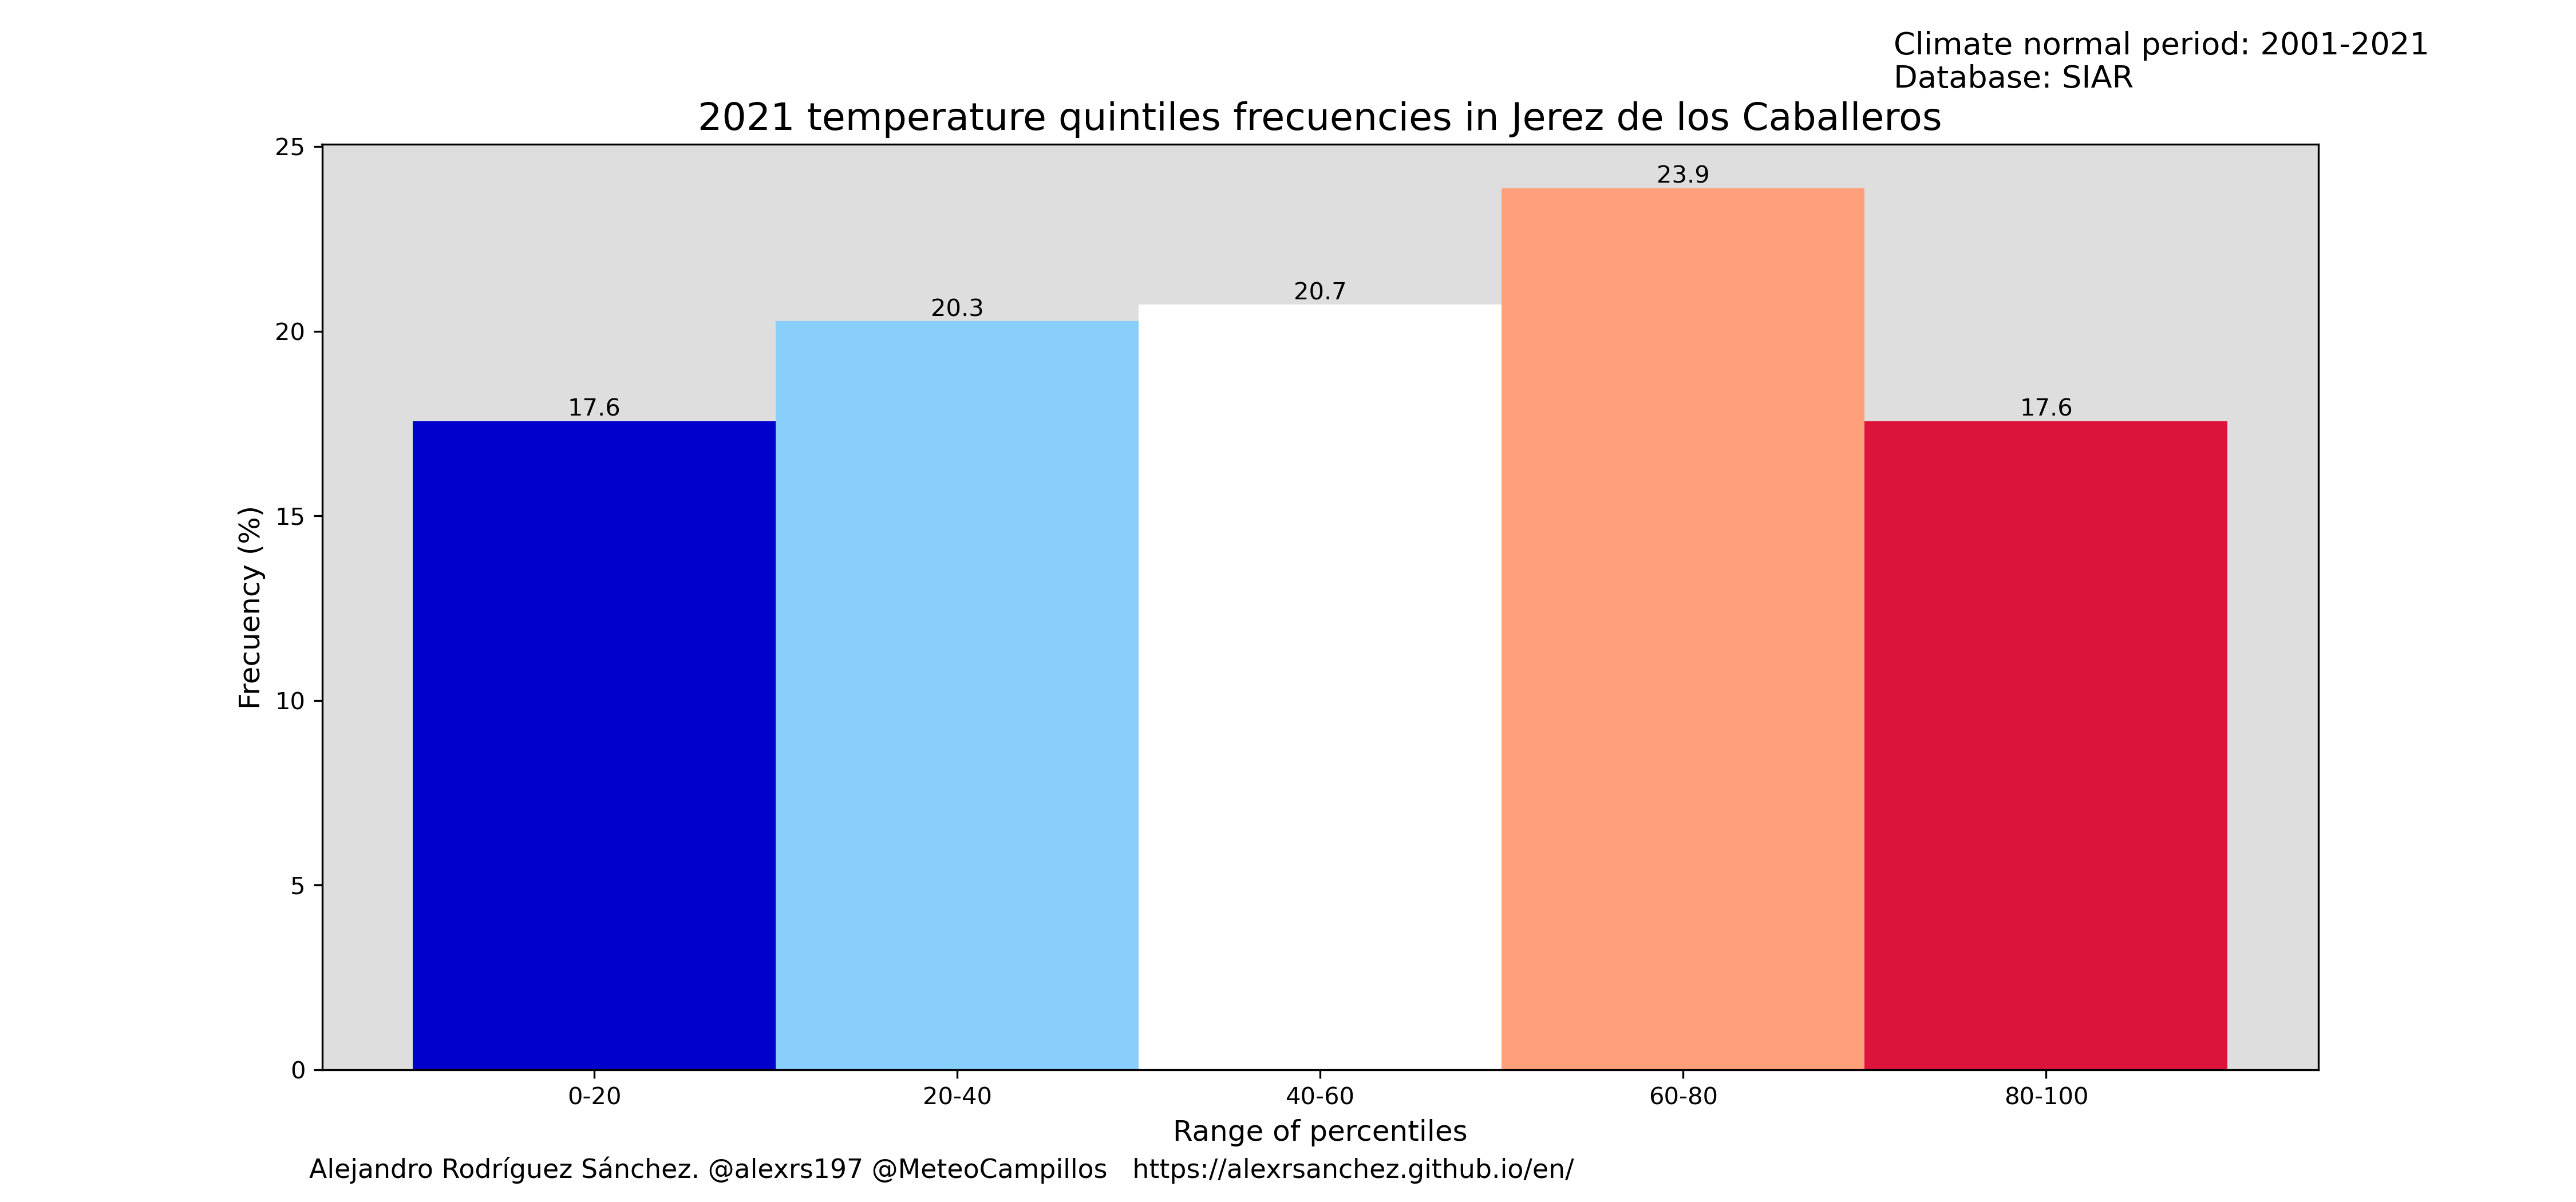 Climate normal period: 2001-2021
Database: SIAR
2021 temperature quintiles frecuencies in Jerez de los Caballeros
25
20
15
10
5
0
Frecuency (%)
17.6
20.3
20.7
23.9
17.6
0-20
20-40
40-60
60-80
80-100
Range of percentiles
Alejandro Rodríguez Sánchez. @alexrs197 @MeteoCampillos https://alexrsanchez.github.io/en/